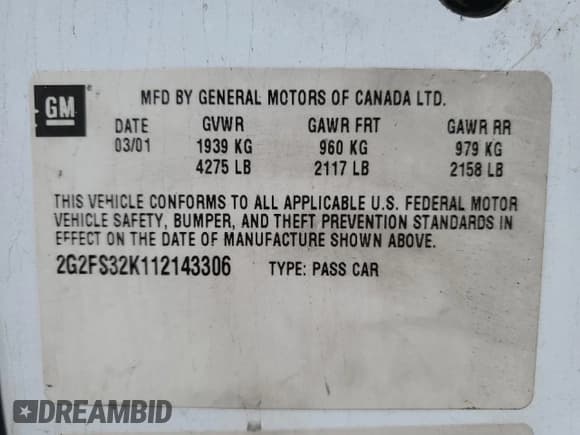 GM
®
MFD BY GENERAL MOTORS OF CANADA LTD.
DATE GVWR GAWR FRT GAWR RR
03/01 1939 KG 960 KG 979 KG
4275 LB 2117 LB 2158 LB
THIS VEHICLE CONFORMS TO ALL APPLICABLE U.S. FEDERAL MOTOR
VEHICLE SAFETY, BUMPER, AND THEFT PREVENTION STANDARDS IN
EFFECT ON THE DATE OF MANUFACTURE SHOWN ABOVE.
2G2FS32K112143306 TYPE: PASS CAR
DREAMBID